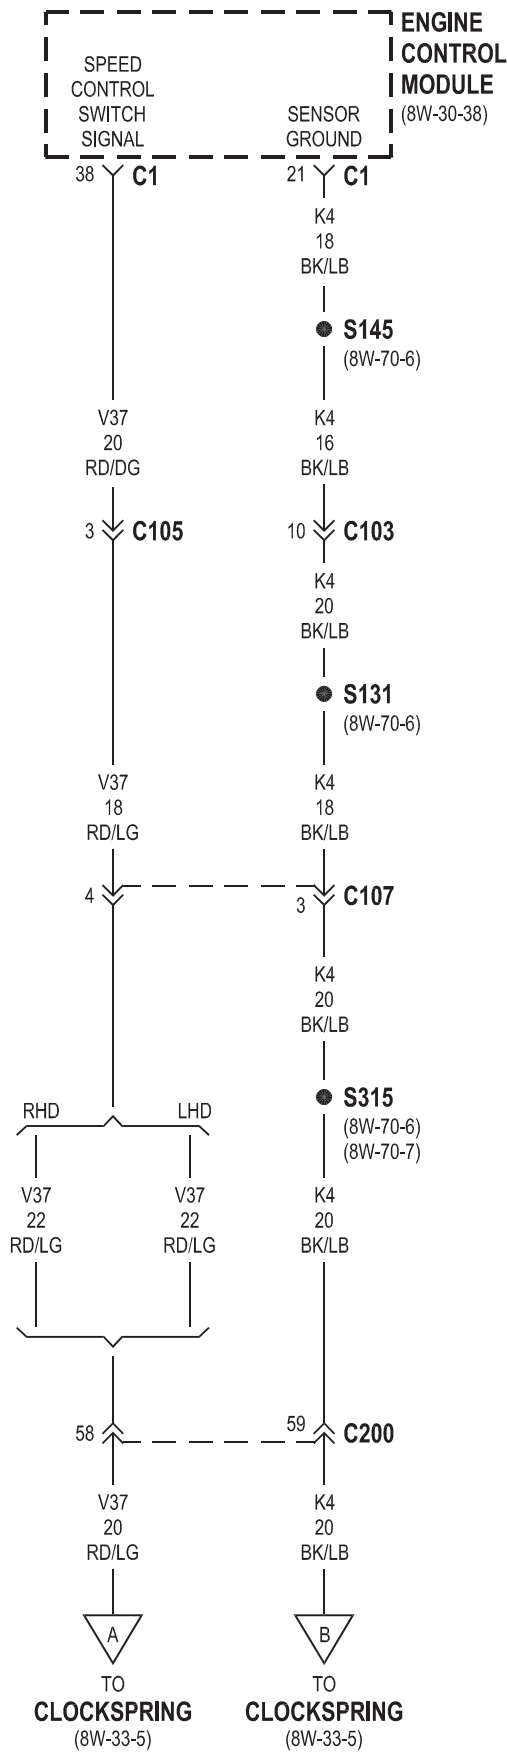 ENGINE
CONTROL
MODULE
(8W-30-38)
SPEED
CONTROL
SWITCH
SIGNAL
SENSOR
GROUND
38 C1
21 C1
K4
18
BK/LB
S145
(8W-70-6)
V37
20
RD/DG
K4
16
BK/LB
3 C105
10 C103
K4
20
BK/LB
S131
(8W-70-6)
V37
18
RD/LG
K4
18
BK/LB
4
3 C107
K4
20
BK/LB
S315
(8W-70-6)
(8W-70-7)
RHD
LHD
V37
22
RD/LG
V37
22
RD/LG
K4
20
BK/LB
58
59 C200
V37
20
RD/LG
K4
20
BK/LB
A
TO
CLOCKSPRING
(8W-33-5)
B
TO
CLOCKSPRING
(8W-33-5)